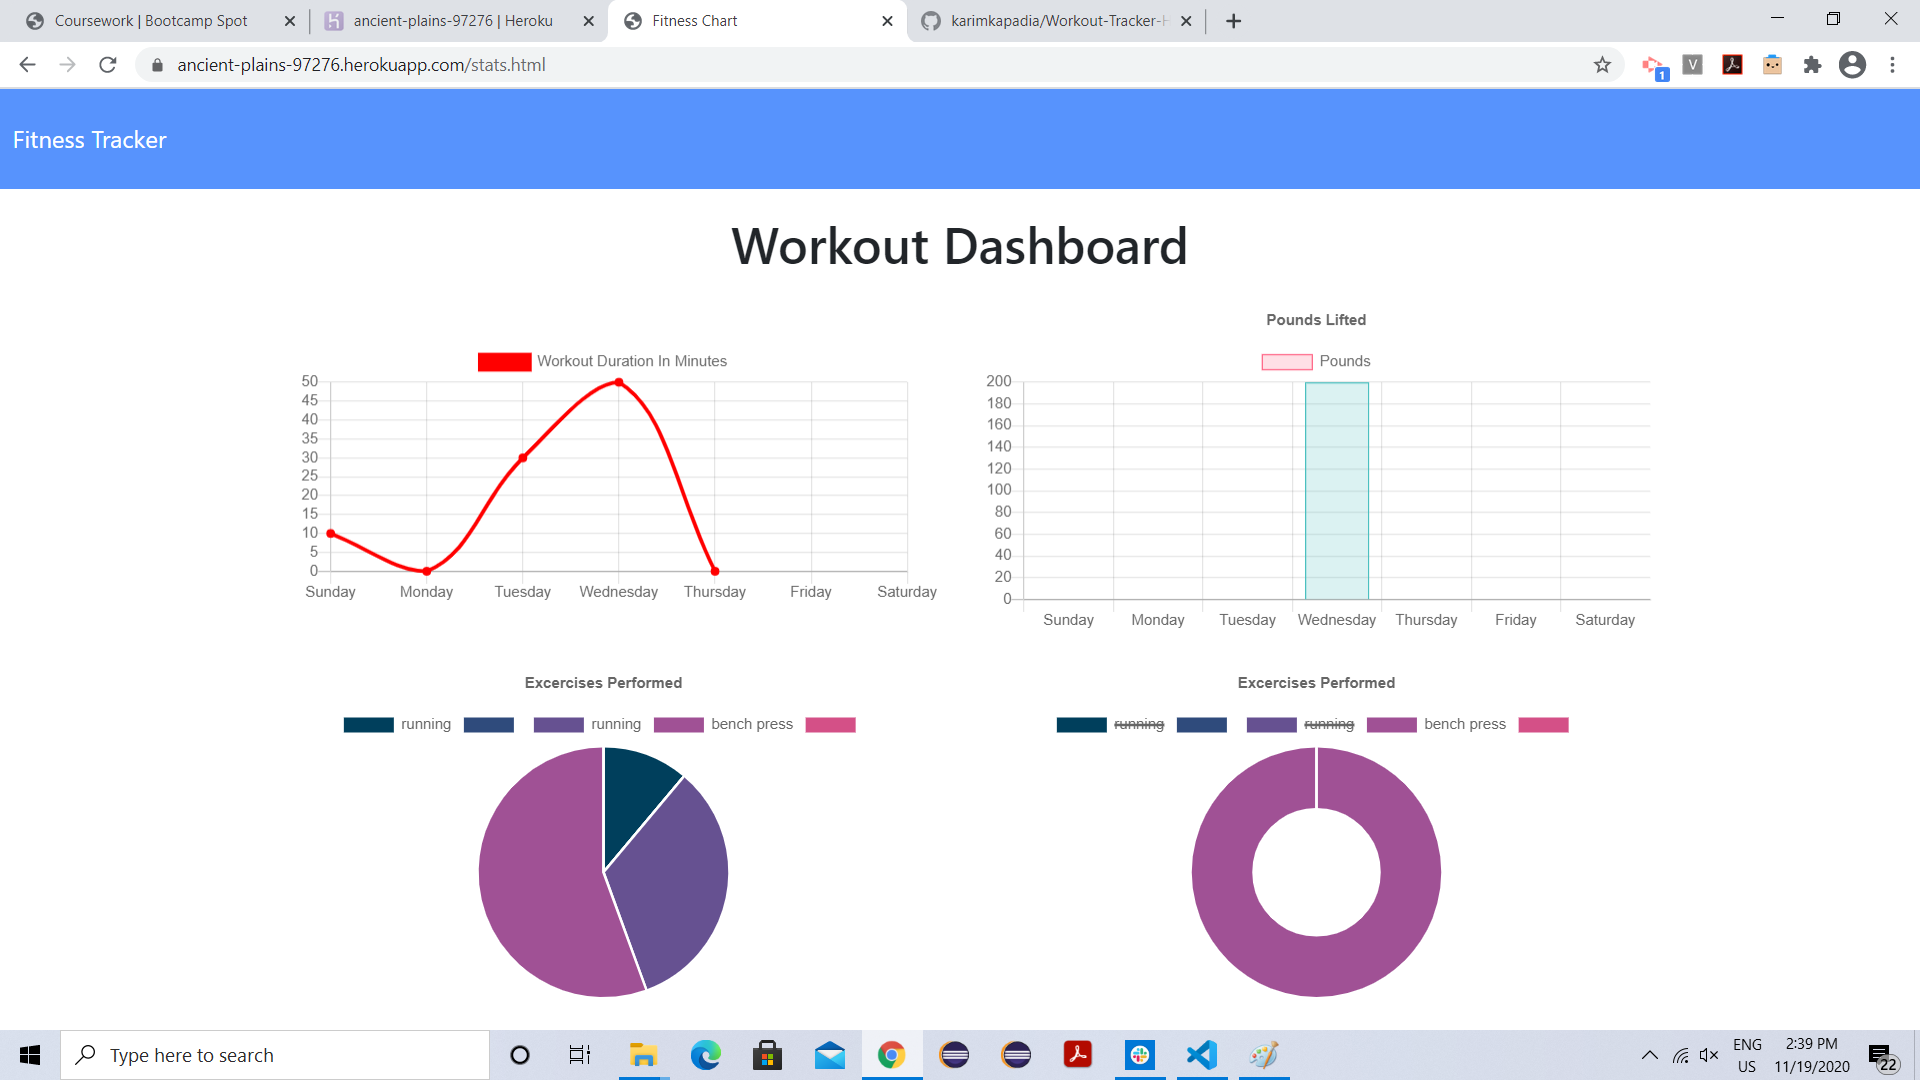 Coursework | Bootcamp Spot
ancient-plains-97276 | Heroku
Fitness Chart
karimkapadia/Workout-Tracker-H
ancient-plains-97276.herokuapp.com/stats.html
1
V
Fitness Tracker
Workout Dashboard
Workout Duration In Minutes
50
45
40
35
30
25
20
15
10
5
0
Sunday Monday Tuesday Wednesday Thursday Friday Saturday
Pounds Lifted
Pounds
200
180
160
140
120
100
80
60
40
20
0
Sunday Monday Tuesday Wednesday Thursday Friday Saturday
Excercises Performed
running running bench press
Excercises Performed
running running bench press
Type here to search
ENG
US
2:39 PM
11/19/2020
22